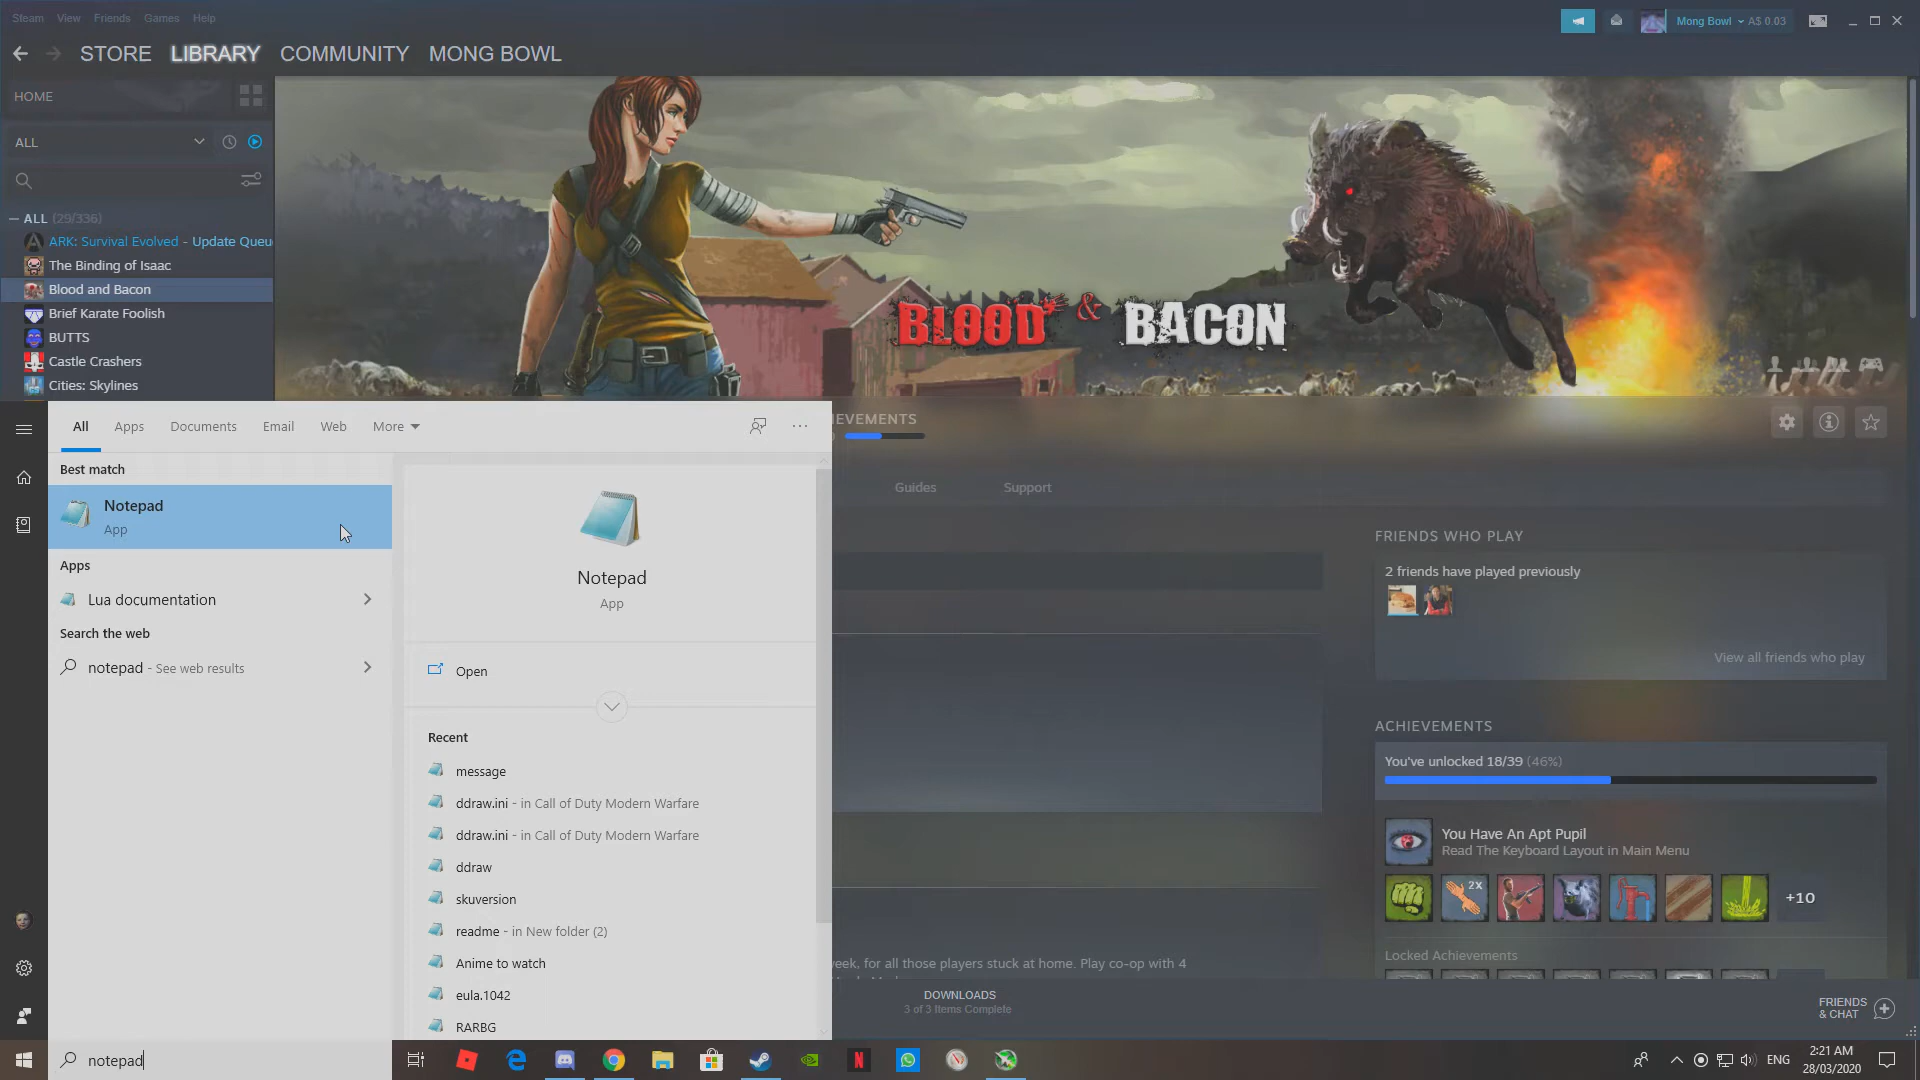 Steam View Friends Games Help
Mong Bowl A$ 0.03
STORE LIBRARY COMMUNITY MONG BOWL
HOME
ALL
— ALL (29/336)
ARK: Survival Evolved - Update Queu
The Binding of Isaac
Blood and Bacon
Brief Karate Foolish
BUTTS
Castle Crashers
Cities: Skylines
BLOOD & BACON
All Apps Documents Email Web More
Best match
Notepad
App
Apps
Lua documentation
Search the web
notepad - See web results
Notepad
App
Open
Recent
message
ddraw.ini - in Call of Duty Modern Warfare
ddraw.ini - in Call of Duty Modern Warfare
ddraw
skuversion
readme - in New folder (2)
Anime to watch
eula.1042
RARBG
IEVEMENTS
Guides Support
FRIENDS WHO PLAY
2 friends have played previously
View all friends who play
ACHIEVEMENTS
You've unlocked 18/39 (46%)
You Have An Apt Pupil
Read The Keyboard Layout in Main Menu
2X
+10
Locked Achievements
week, for all those players stuck at home. Play co-op with 4
DOWNLOADS
3 of 3 Items Complete
FRIENDS
& CHAT
notepad
ENG
2:21 AM
28/03/2020